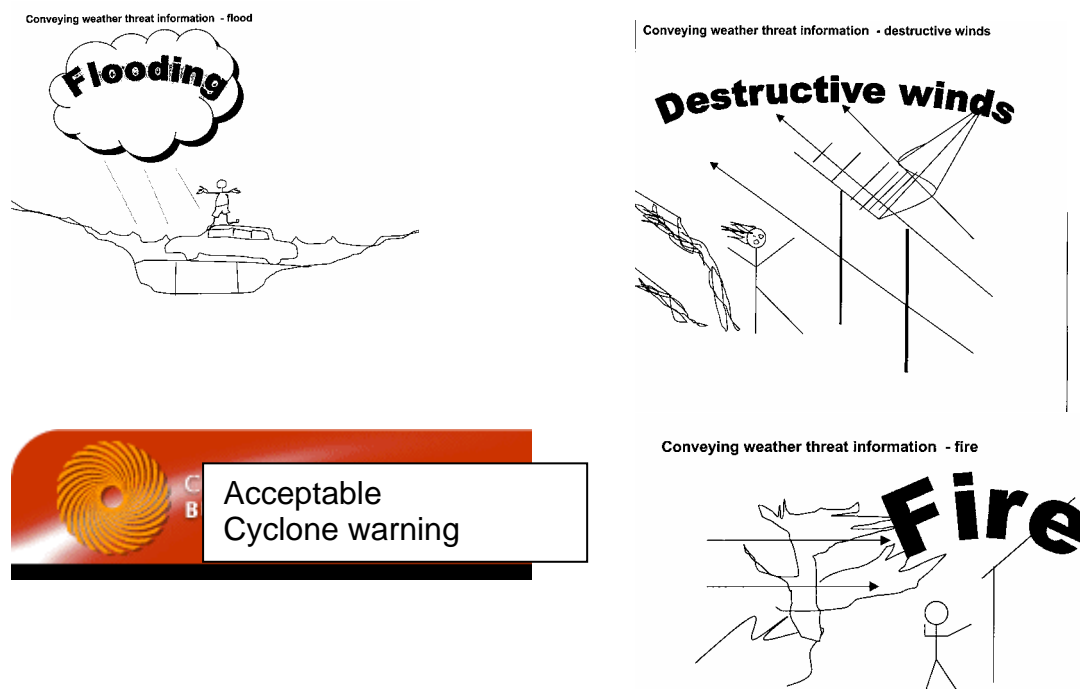 Conveying weather threat information - flood
Flooding
Conveying weather threat information - destructive winds
Destructive winds
C
B
Acceptable
Cyclone warning
Conveying weather threat information - fire
Fire